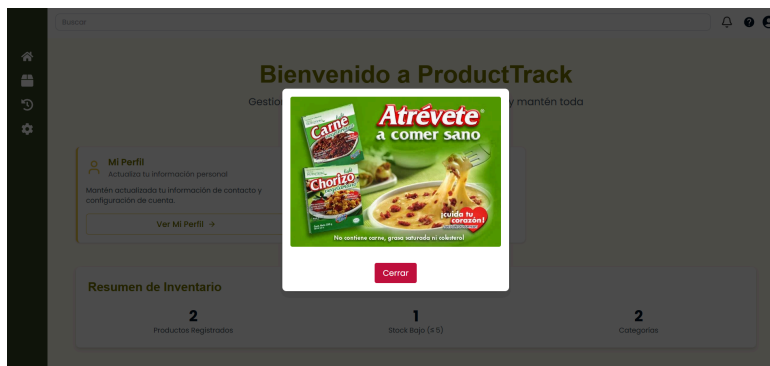 Buscar
Bienvenido a ProductTrack
Gestio
y mantén toda
Mi Perfil
Actualiza tu información personal
Mantén actualizada tu información de contacto y
configuración de cuenta.
Ver Mi Perfil →
Atrévete
a comer sano
Carne
Chorizo
¡cuida tu
corazón!
No contiene carne, grasa saturada ni colesterol
Cerrar
Resumen de Inventario
2
Productos Registrados
1
Stock Bajo (≤ 5)
2
Categorías